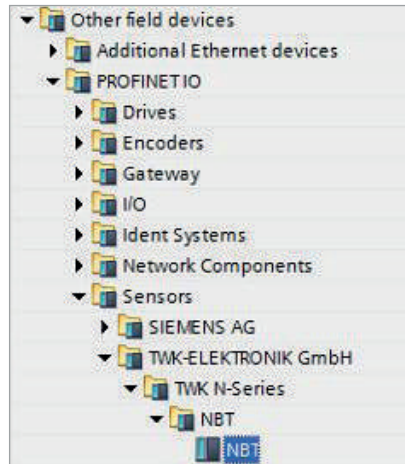 Other field devices
Additional Ethernet devices
PROFINET IO
Drives
Encoders
Gateway
I/O
Ident Systems
Network Components
Sensors
SIEMENS AG
TWK-ELEKTRONIK GmbH
TWK N-Series
NBT
NBT